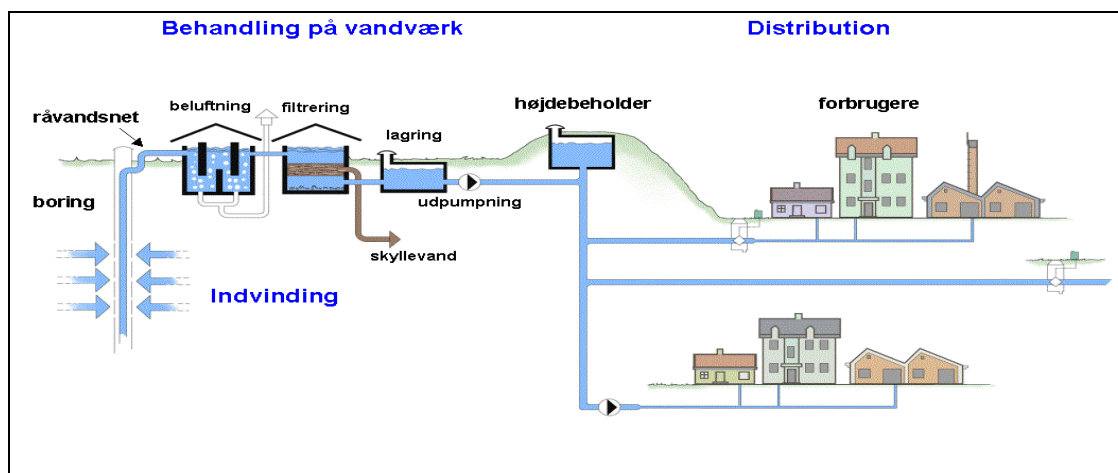 Behandling på vandværk
Distribution
beluftning
filtrering
højdebeholder
forbrugere
råvandsnet
lagring
boring
udpumpning
skyllevand
Indvinding